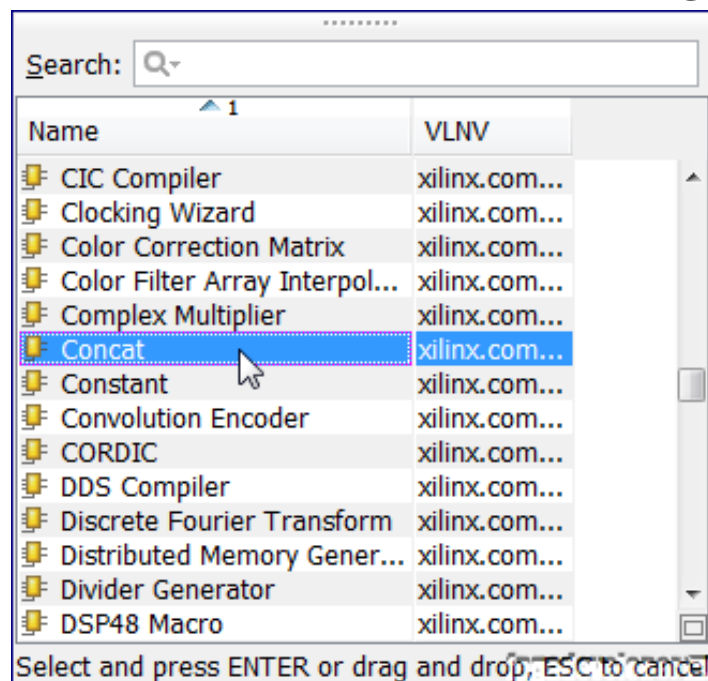 Search:
1
Name VLNV
CIC Compiler xilinx.com...
Clocking Wizard xilinx.com...
Color Correction Matrix xilinx.com...
Color Filter Array Interpol... xilinx.com...
Complex Multiplier xilinx.com...
Concat xilinx.com...
Constant xilinx.com...
Convolution Encoder xilinx.com...
CORDIC xilinx.com...
DDS Compiler xilinx.com...
Discrete Fourier Transform xilinx.com...
Distributed Memory Gener... xilinx.com...
Divider Generator xilinx.com...
DSP48 Macro xilinx.com...
Select and press ENTER or drag and drop, ESC to cancel